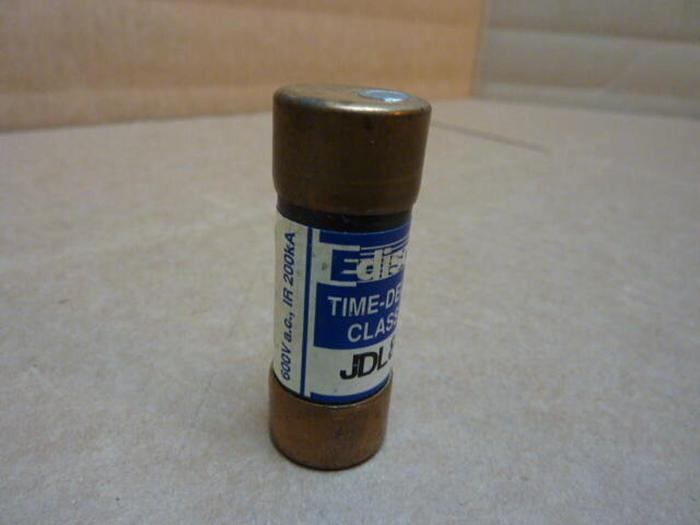 600V a.c., IR 200kA
Edis
TIME-DE
CLASS
JDL